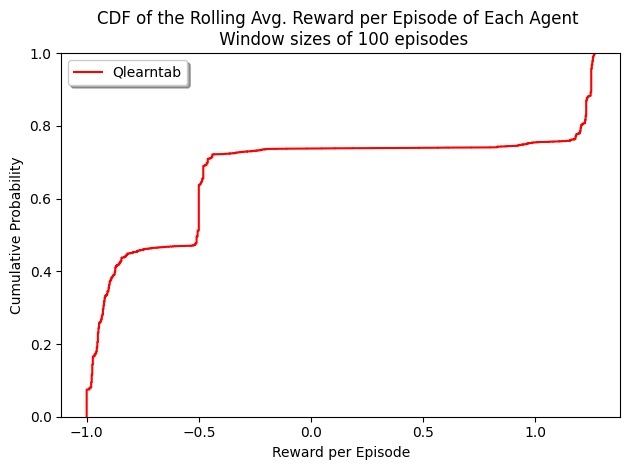 CDF of the Rolling Avg. Reward per Episode of Each Agent
Window sizes of 100 episodes
Qlearntab
1.0
0.8
0.6
0.4
0.2
0.0
Cumulative Probability
−1.0 −0.5 0.0 0.5 1.0
Reward per Episode